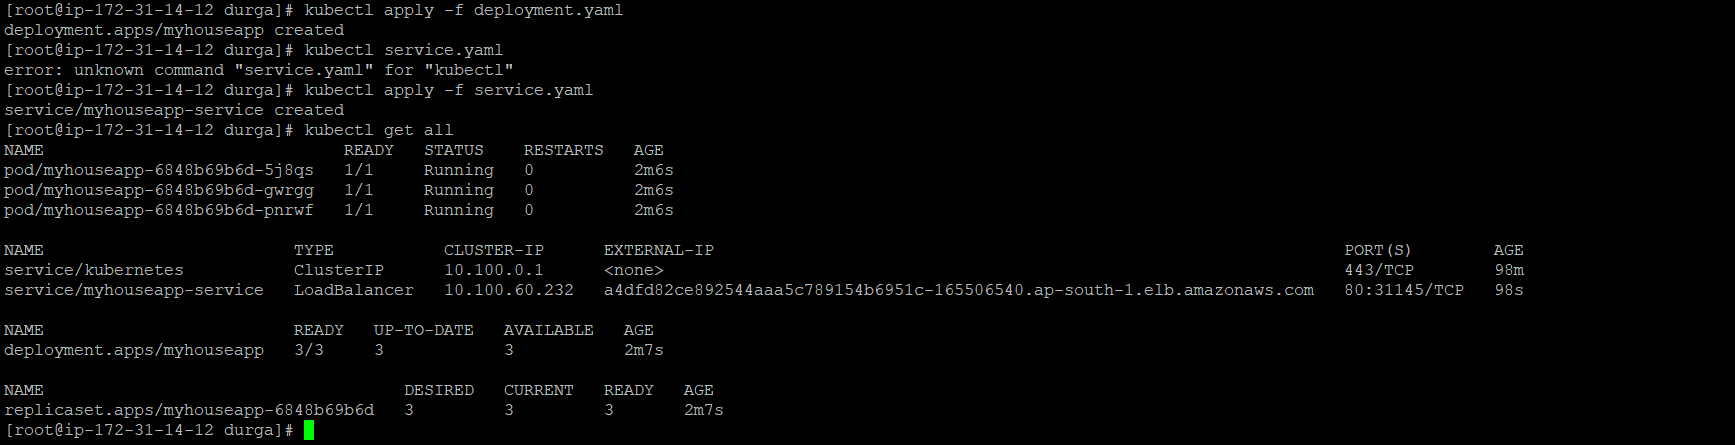 [root@ip-172-31-14-12 durga]# kubectl apply -f deployment.yaml
deployment.apps/myhouseapp created
[root@ip-172-31-14-12 durga]# kubectl service.yaml
error: unknown command "service.yaml" for "kubectl"
[root@ip-172-31-14-12 durga]# kubectl apply -f service.yaml
service/myhouseapp-service created
[root@ip-172-31-14-12 durga]# kubectl get all
NAME                              READY   STATUS    RESTARTS   AGE
pod/myhouseapp-6848b69b6d-5j8qs   1/1     Running   0          2m6s
pod/myhouseapp-6848b69b6d-gwrgg   1/1     Running   0          2m6s
pod/myhouseapp-6848b69b6d-pnrwf   1/1     Running   0          2m6s

NAME                         TYPE           CLUSTER-IP      EXTERNAL-IP                                                               PORT(S)        AGE
service/kubernetes           ClusterIP      10.100.0.1      <none>                                                                    443/TCP        98m
service/myhouseapp-service   LoadBalancer   10.100.60.232   a4dfd82ce892544aaa5c789154b6951c-165506540.ap-south-1.elb.amazonaws.com   80:31145/TCP   98s

NAME                         READY   UP-TO-DATE   AVAILABLE   AGE
deployment.apps/myhouseapp   3/3     3            3           2m7s

NAME                                    DESIRED   CURRENT   READY   AGE
replicaset.apps/myhouseapp-6848b69b6d   3         3         3       2m7s
[root@ip-172-31-14-12 durga]#